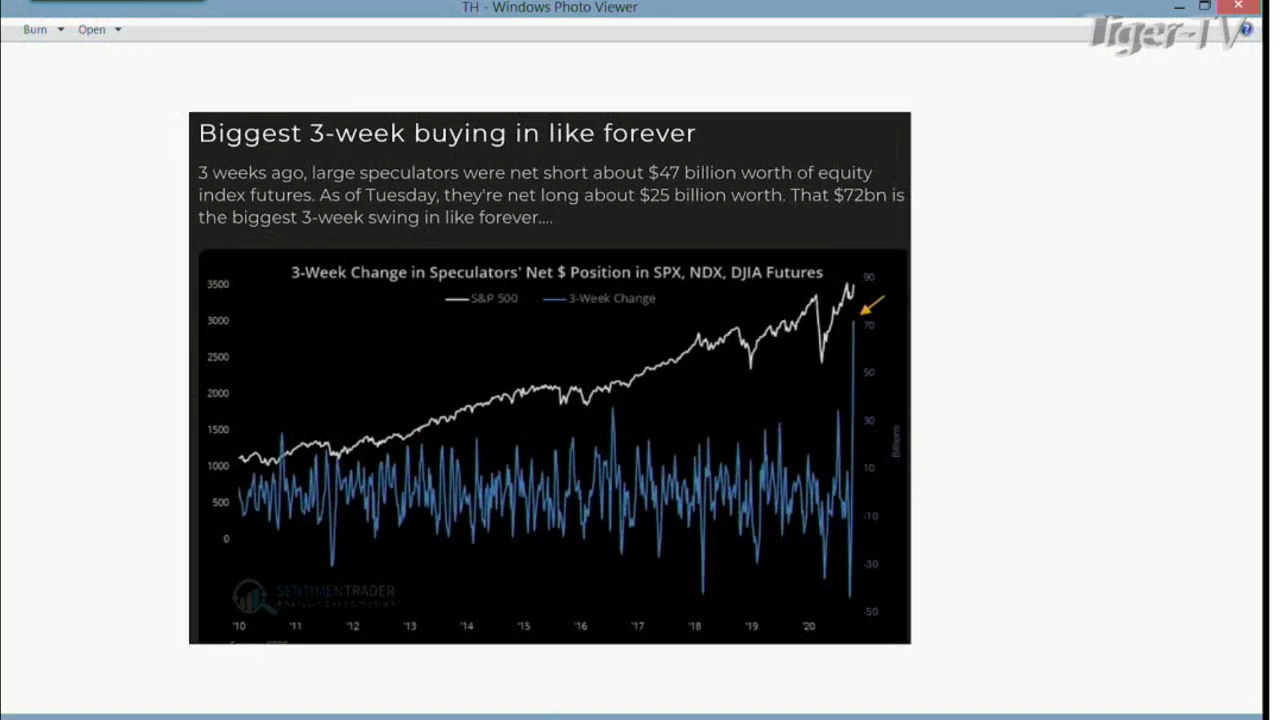 TH - Windows Photo Viewer
Burn Open
Tiger-TV
Biggest 3-week buying in like forever
3 weeks ago, large speculators were net short about $47 billion worth of equity
index futures. As of Tuesday, they're net long about $25 billion worth. That $72bn is
the biggest 3-week swing in like forever....
3-Week Change in Speculators' Net $ Position in SPX, NDX, DJIA Futures
S&P 500 3-Week Change
3500
3000
2500
2000
1500
1000
500
0
90
70
50
30
10
-10
-30
-50
Billions
SENTIMENTRADER
'10 '11 '12 '13 '14 '15 '16 '17 '18 '19 '20